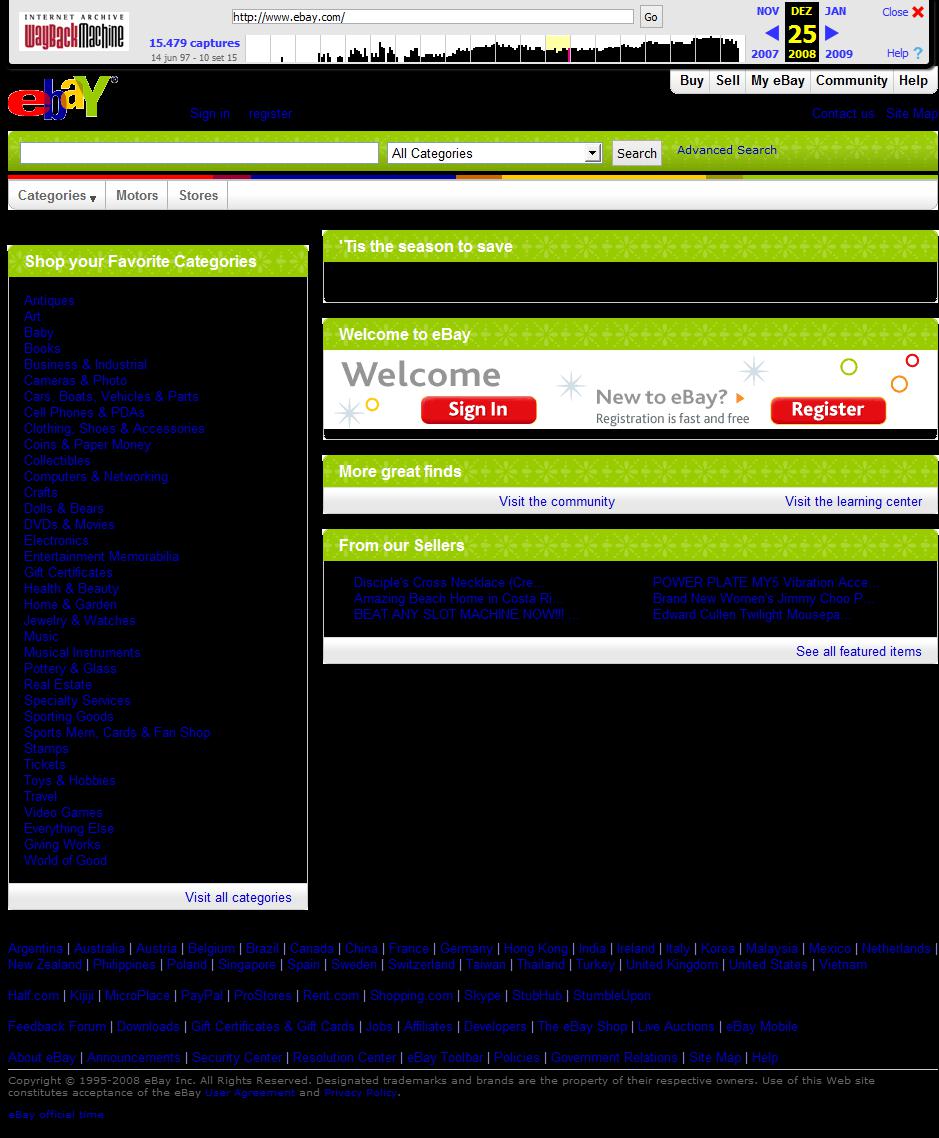 INTERNET ARCHIVE
WayBackMachine
http://www.ebay.com/
Go
NOV DEZ JAN
25
2007 2008 2009
Close
Help ?
15.479 captures
14 jun 97 - 10 set 15
Buy Sell My eBay Community Help
ebaY®
Sign in register
Contact us Site Map
All Categories Search Advanced Search
Categories Motors Stores
Shop your Favorite Categories
Antiques
Art
Baby
Books
Business & Industrial
Cameras & Photo
Cars, Boats, Vehicles & Parts
Cell Phones & PDAs
Clothing, Shoes & Accessories
Coins & Paper Money
Collectibles
Computers & Networking
Crafts
Dolls & Bears
DVDs & Movies
Electronics
Entertainment Memorabilia
Gift Certificates
Health & Beauty
Home & Garden
Jewelry & Watches
Music
Musical Instruments
Pottery & Glass
Real Estate
Specialty Services
Sporting Goods
Sports Mem, Cards & Fan Shop
Stamps
Tickets
Toys & Hobbies
Travel
Video Games
Everything Else
Giving Works
World of Good
Visit all categories
'Tis the season to save
Welcome to eBay
Welcome
Sign In
New to eBay?
Registration is fast and free
Register
More great finds
Visit the community Visit the learning center
From our Sellers
Disciple's Cross Necklace (Cre...
Amazing Beach Home in Costa Ri...
BEAT ANY SLOT MACHINE NOW!!! ...
POWER PLATE MY5 Vibration Acce...
Brand New Women's Jimmy Choo P...
Edward Cullen Twilight Mousepa...
See all featured items
Argentina | Australia | Austria | Belgium | Brazil | Canada | China | France | Germany | Hong Kong | India | Ireland | Italy | Korea | Malaysia | Mexico | Netherlands |
New Zealand | Philippines | Poland | Singapore | Spain | Sweden | Switzerland | Taiwan | Thailand | Turkey | United Kingdom | United States | Vietnam
Half.com | Kijiji | MicroPlace | PayPal | ProStores | Rent.com | Shopping.com | Skype | StubHub | StumbleUpon
Feedback Forum | Downloads | Gift Certificates & Gift Cards | Jobs | Affiliates | Developers | The eBay Shop | Live Auctions | eBay Mobile
About eBay | Announcements | Security Center | Resolution Center | eBay Toolbar | Policies | Government Relations | Site Map | Help
Copyright © 1995-2008 eBay Inc. All Rights Reserved. Designated trademarks and brands are the property of their respective owners. Use of this Web site
constitutes acceptance of the eBay User Agreement and Privacy Policy.
eBay official time